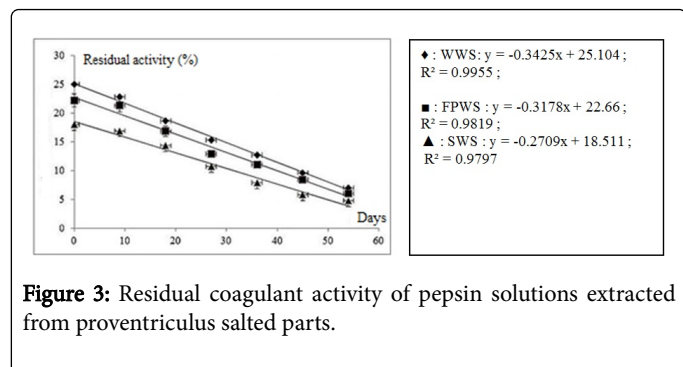 Residual activity (%)
30
25
20
15
10
5
0
0 10 20 30 40 50 60
Days
♦ : WWS: y = -0.3425x + 25.104 ;
R² = 0.9955 ;
■ : FPWS : y = -0.3178x + 22.66 ;
R² = 0.9819 ;
▲ : SWS : y = -0.2709x + 18.511 ;
R² = 0.9797
Figure 3: Residual coagulant activity of pepsin solutions extracted
from proventriculus salted parts.